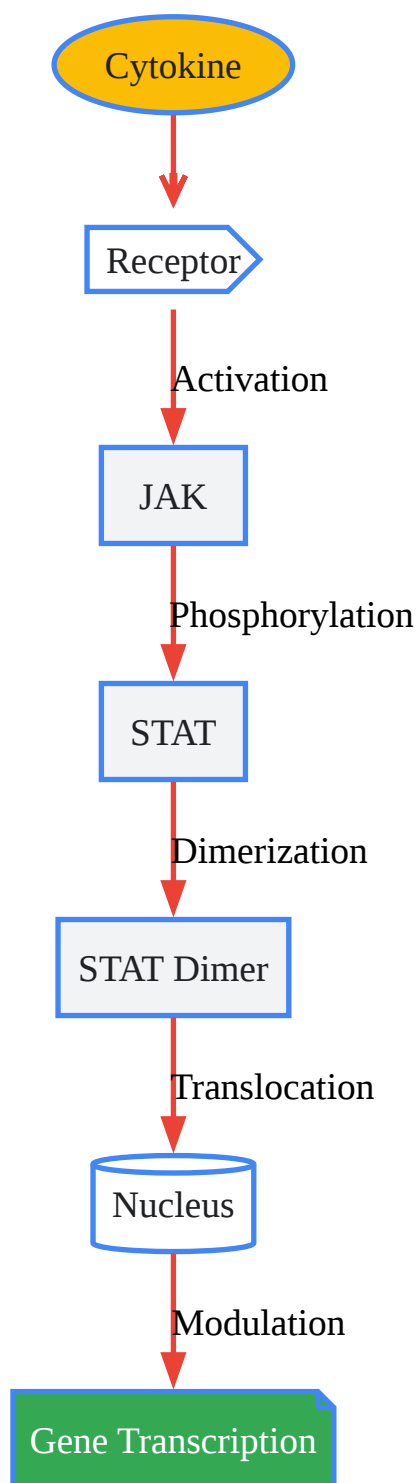 Cytokine
Receptor
Activation
JAK
Phosphorylation
STAT
Dimerization
STAT Dimer
Translocation
Nucleus
Modulation
Gene Transcription